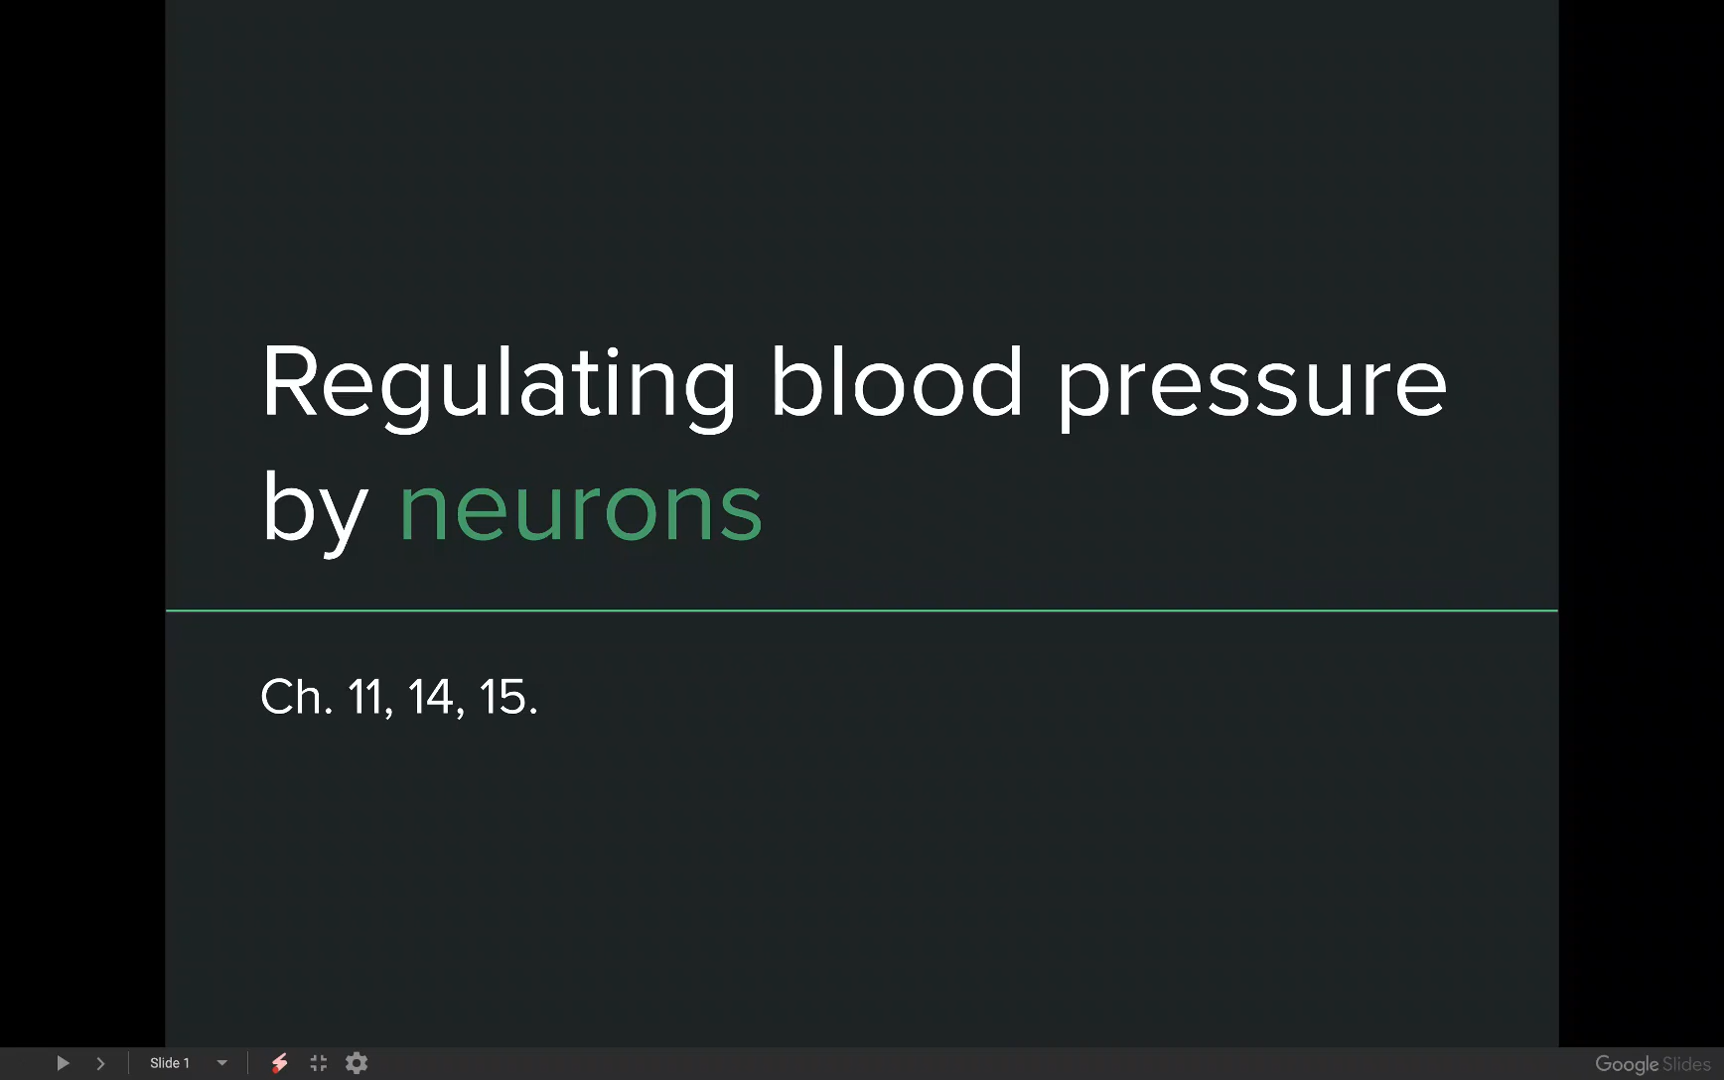 Regulating blood pressure
by neurons
Ch. 11, 14, 15.
Slide 1
Google Slides